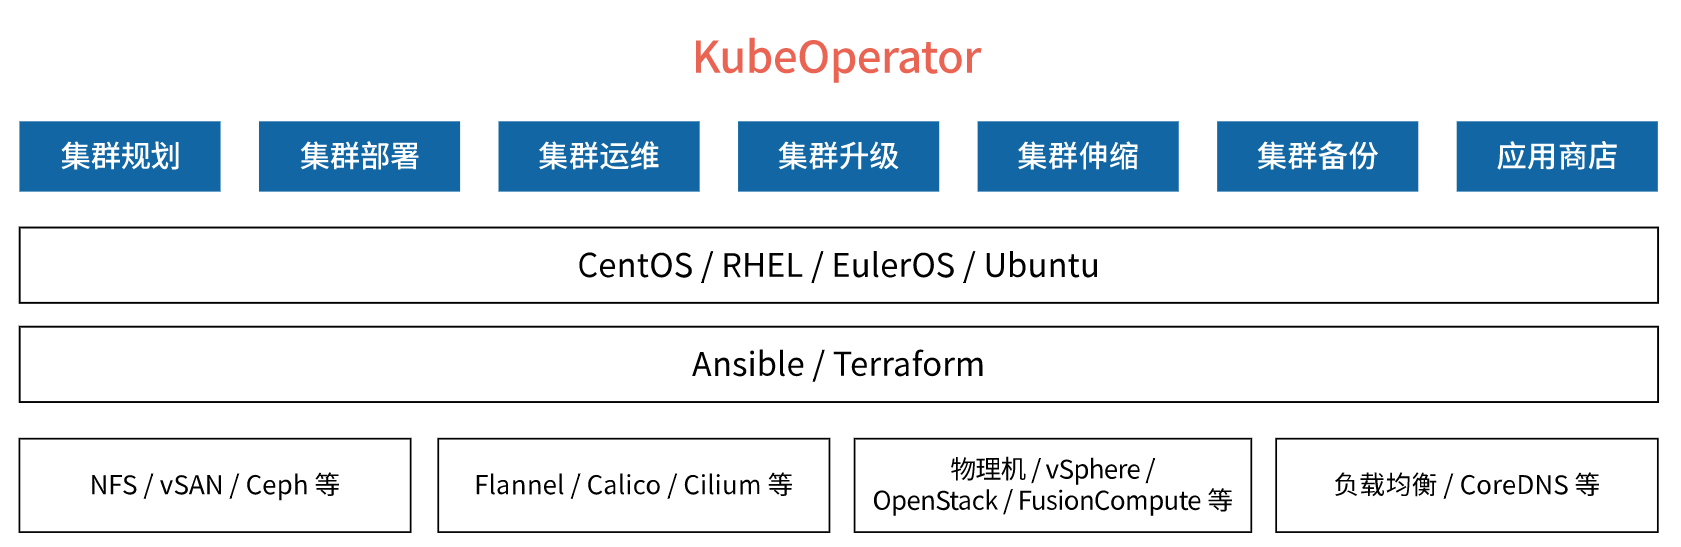 KubeOperator
集群规划
集群部署
集群运维
集群升级
集群伸缩
集群备份
应用商店
CentOS / RHEL / EulerOS / Ubuntu
Ansible / Terraform
NFS / vSAN / Ceph 等
Flannel / Calico / Cilium 等
物理机 / vSphere /
OpenStack / FusionCompute 等
负载均衡 / CoreDNS 等